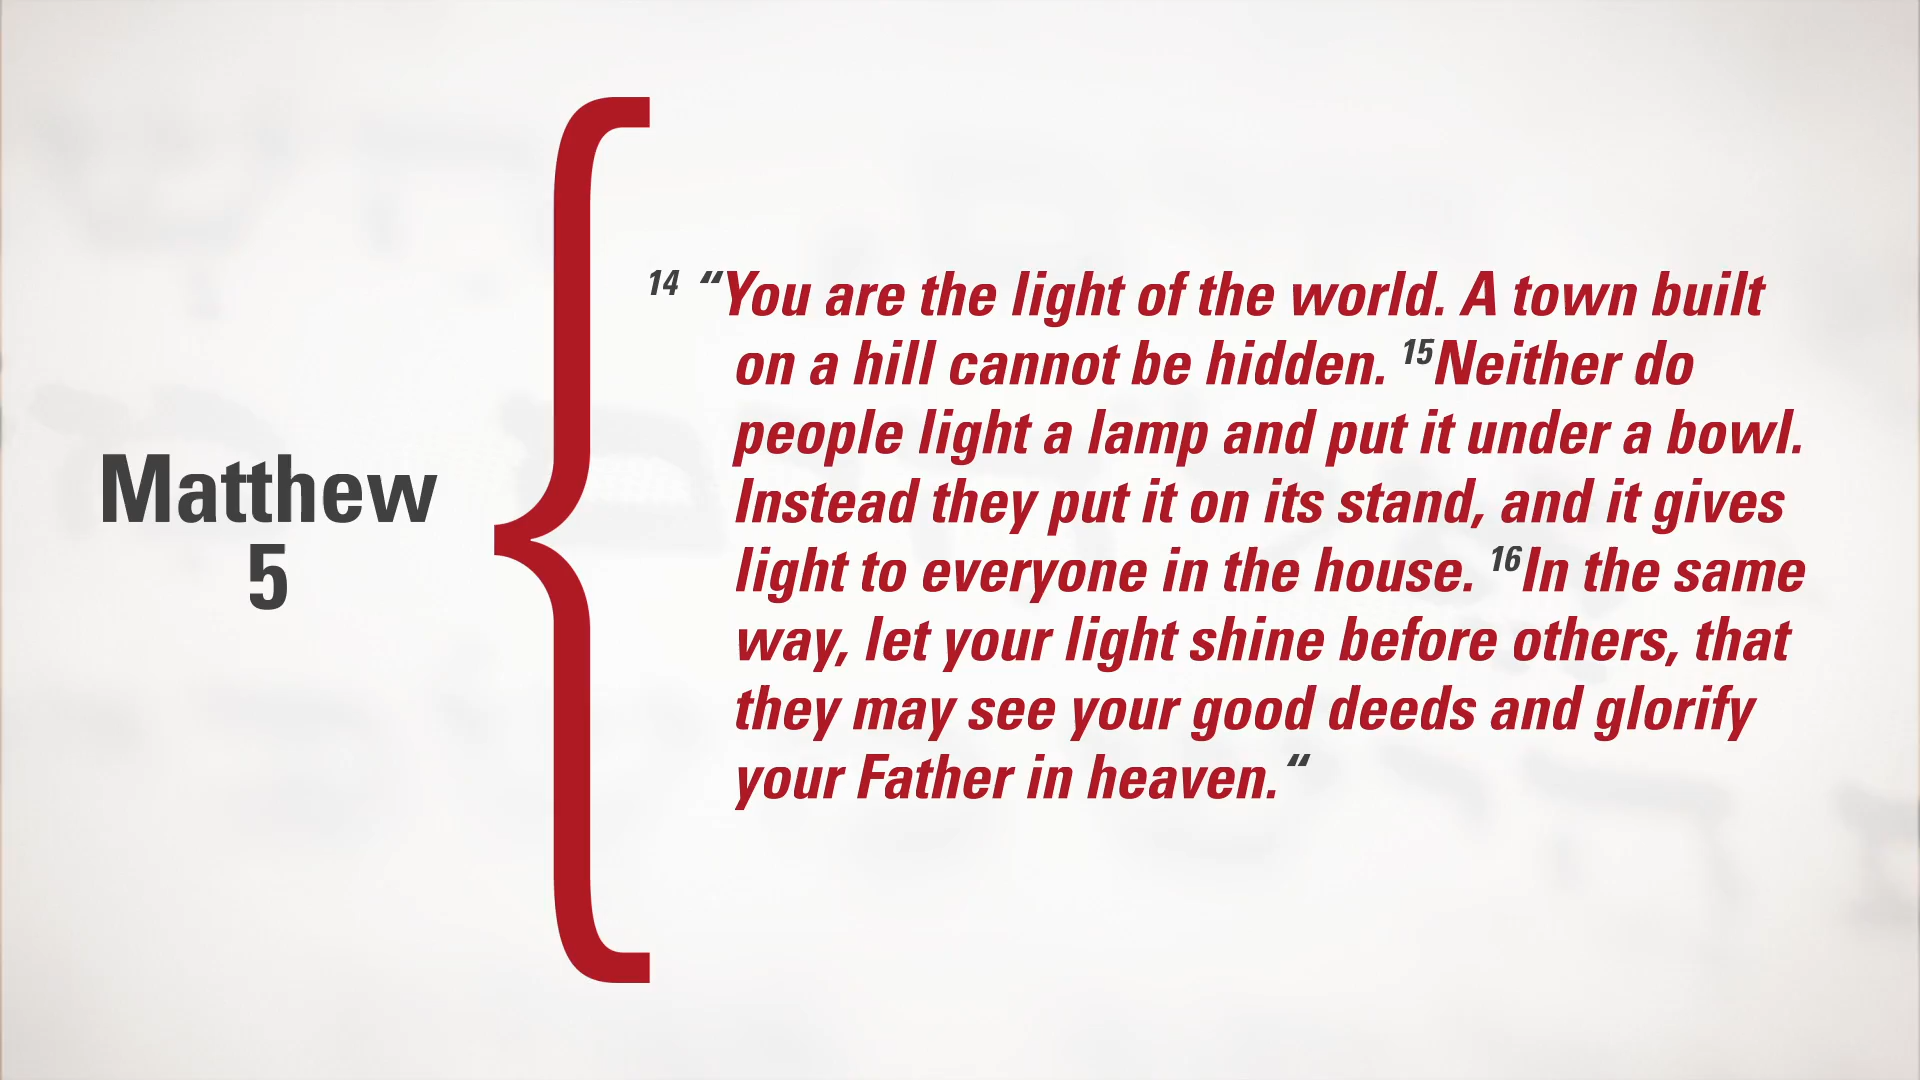 Matthew
5
14 “You are the light of the world. A town built
on a hill cannot be hidden. 15Neither do
people light a lamp and put it under a bowl.
Instead they put it on its stand, and it gives
light to everyone in the house. 16In the same
way, let your light shine before others, that
they may see your good deeds and glorify
your Father in heaven.“